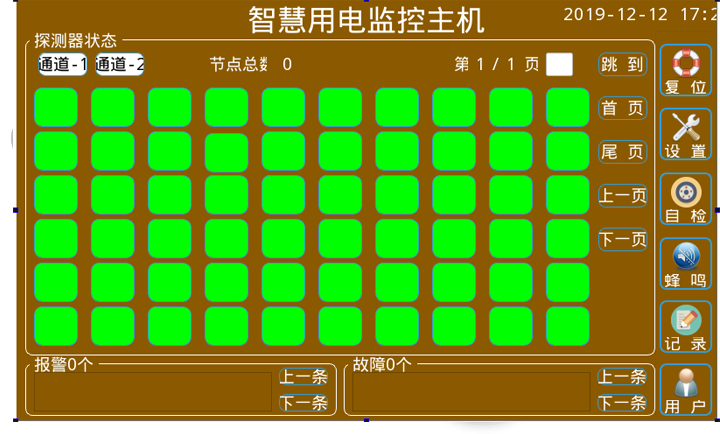 智慧用电监控主机
2019-12-12 17:2
探测器状态
通道-1 通道-2 节点总数 0 第 1 / 1 页 跳 到
首 页
尾 页
上一页
下一页
复 位
设 置
自 检
蜂 鸣
记 录
用 户
报警0个
上一条
下一条
故障0个
上一条
下一条